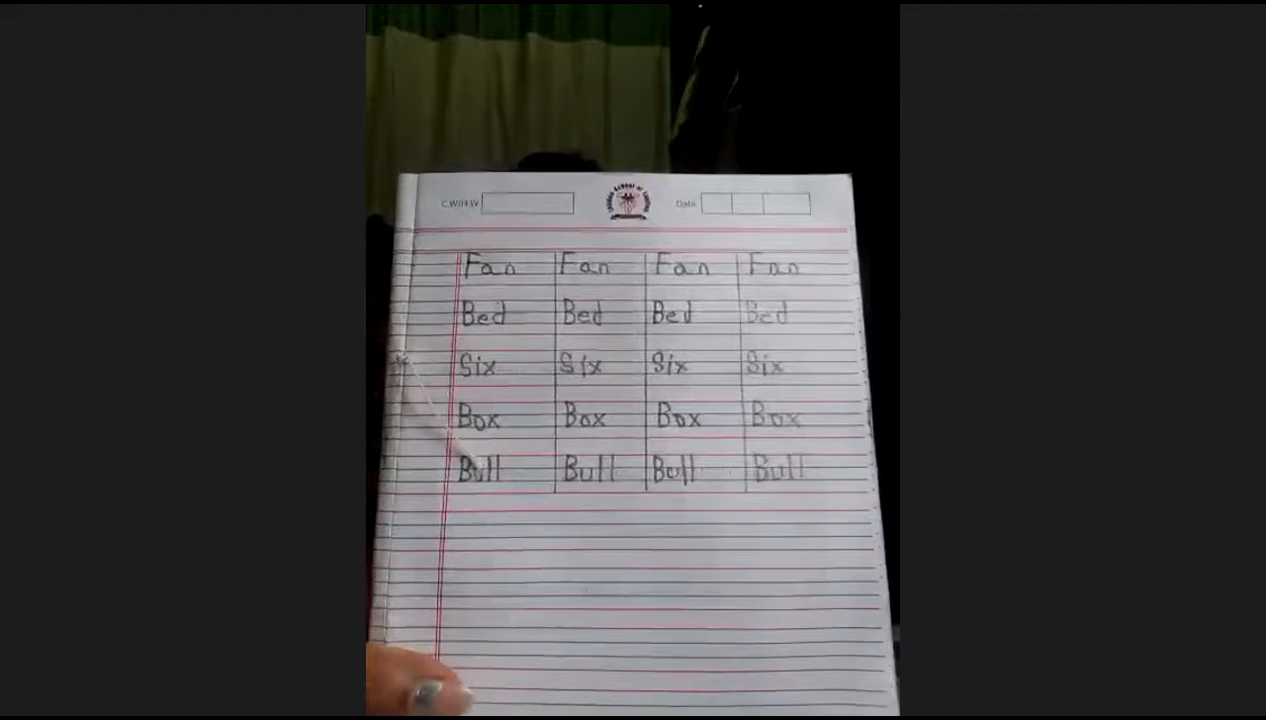 C.W/H.W
Date
Fan Fan Fan Fan
Bed Bed Bed Bed
Six Six Six Six
Box Box Box Box
Bull Bull Bull Bull